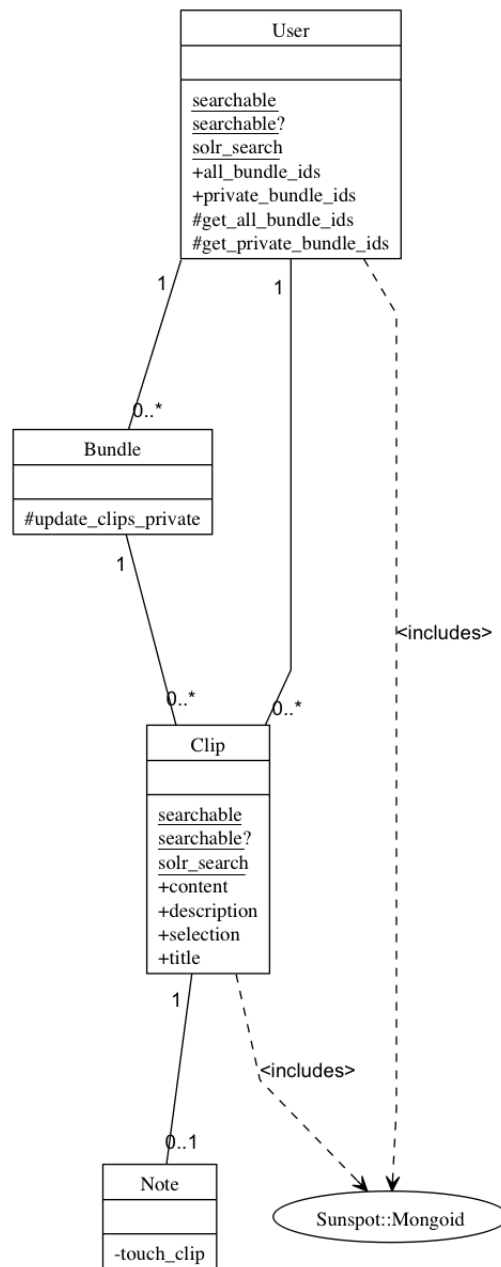 User
searchable
searchable?
solr_search
+all_bundle_ids
+private_bundle_ids
#get_all_bundle_ids
#get_private_bundle_ids
1
1
0..*
Bundle
#update_clips_private
<includes>
1
0..*
0..*
Clip
searchable
searchable?
solr_search
+content
+description
+selection
+title
1
<includes>
0..1
Note
-touch_clip
Sunspot::Mongoid